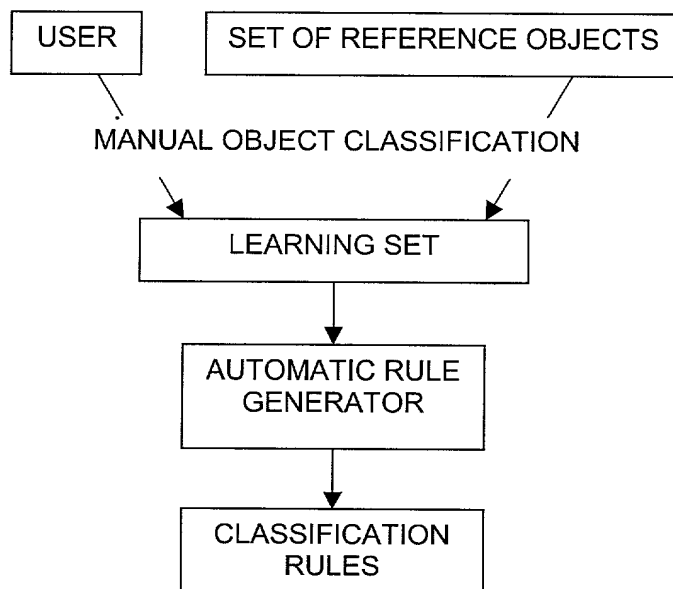 USER
SET OF REFERENCE OBJECTS
MANUAL OBJECT CLASSIFICATION
LEARNING SET
AUTOMATIC RULE
GENERATOR
CLASSIFICATION
RULES